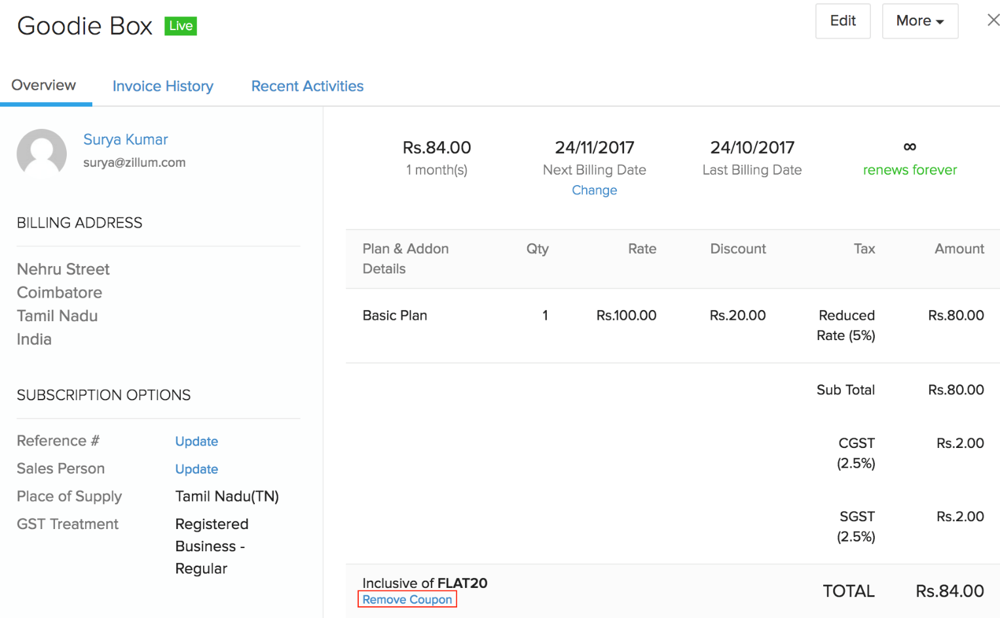 Goodie Box Live
Edit
More
Overview
Invoice History
Recent Activities
Surya Kumar
surya@zillum.com
BILLING ADDRESS
Nehru Street
Coimbatore
Tamil Nadu
India
SUBSCRIPTION OPTIONS
Reference # Update
Sales Person Update
Place of Supply Tamil Nadu(TN)
GST Treatment Registered
Business -
Regular
Rs.84.00
1 month(s)
24/11/2017
Next Billing Date
Change
24/10/2017
Last Billing Date
∞
renews forever
Plan & Addon Qty Rate Discount Tax Amount
Details
Basic Plan 1 Rs.100.00 Rs.20.00 Reduced Rs.80.00
Rate (5%)
Sub Total Rs.80.00
CGST Rs.2.00
(2.5%)
SGST Rs.2.00
(2.5%)
Inclusive of FLAT20
Remove Coupon
TOTAL Rs.84.00